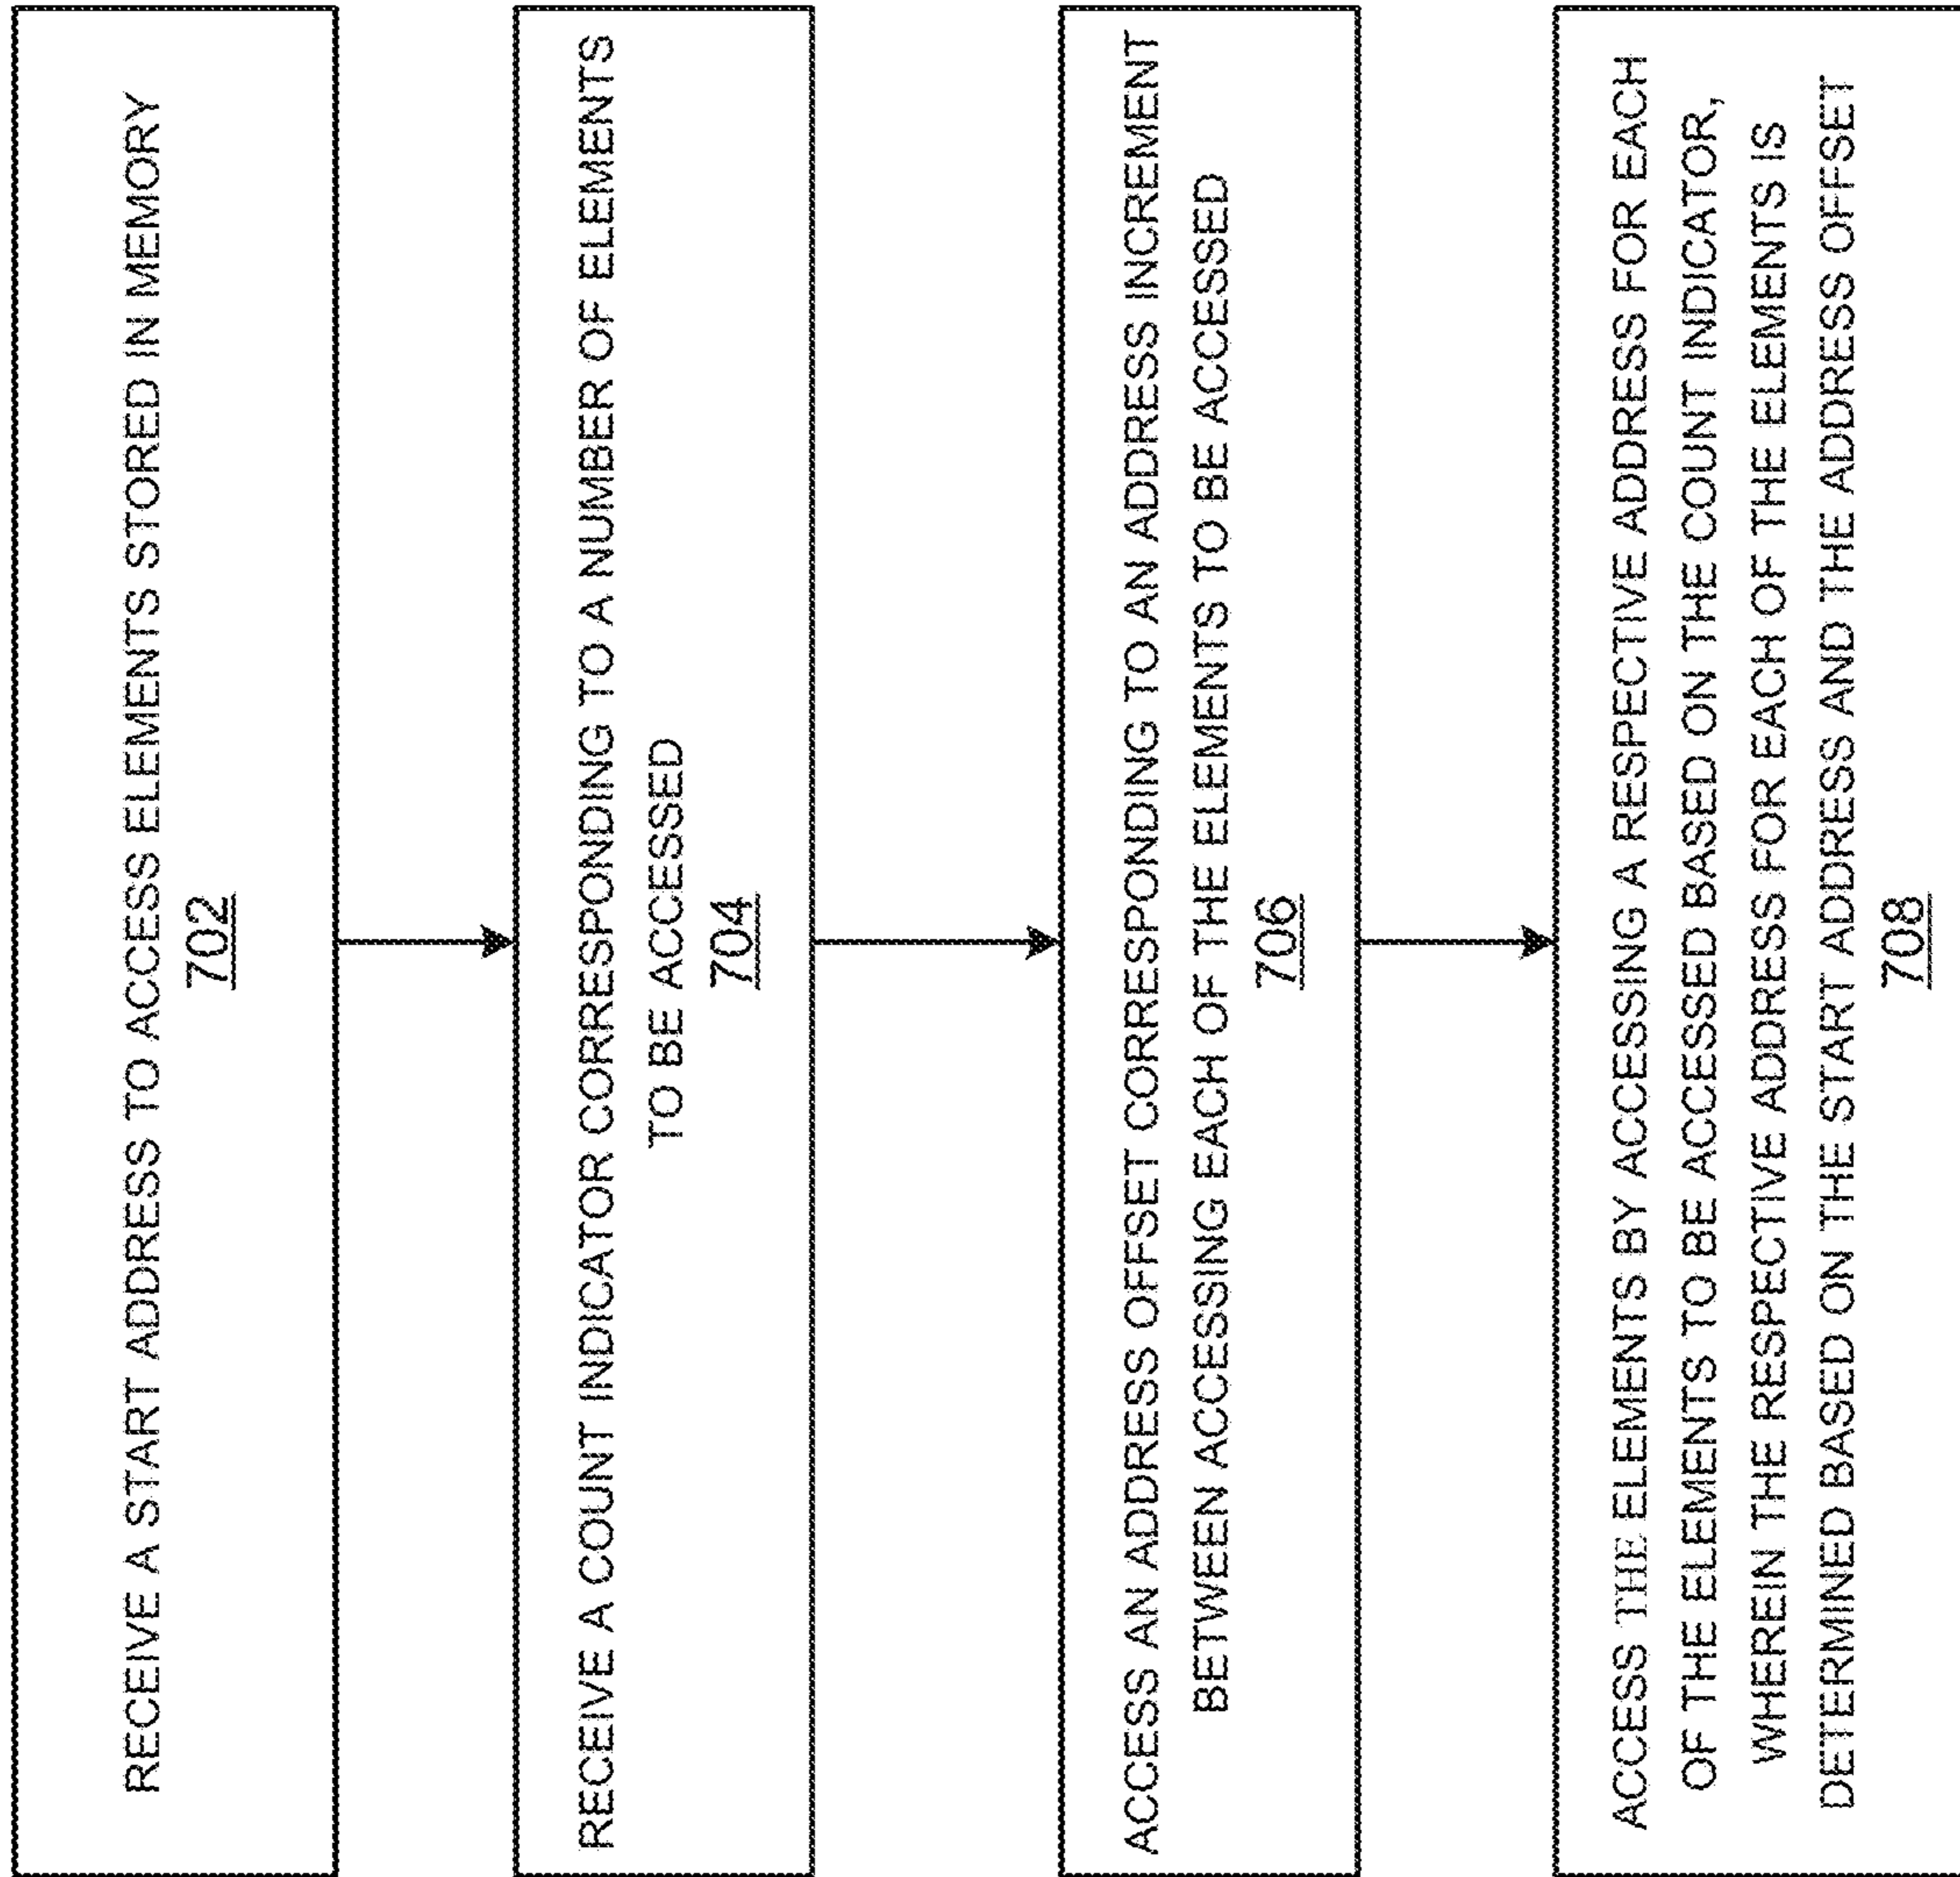 RECEIVE A START ADDRESS TO ACCESS ELEMENTS STORED IN MEMORY
702
RECEIVE A COUNT INDICATOR CORRESPONDING TO A NUMBER OF ELEMENTS
TO BE ACCESSED
704
ACCESS AN ADDRESS OFFSET CORRESPONDING TO AN ADDRESS INCREMENT
BETWEEN ACCESSING EACH OF THE ELEMENTS TO BE ACCESSED
706
ACCESS THE ELEMENTS BY ACCESSING A RESPECTIVE ADDRESS FOR EACH
OF THE ELEMENTS TO BE ACCESSED BASED ON THE COUNT INDICATOR,
WHEREIN THE RESPECTIVE ADDRESS FOR EACH OF THE ELEMENTS IS
DETERMINED BASED ON THE START ADDRESS AND THE ADDRESS OFFSET
708